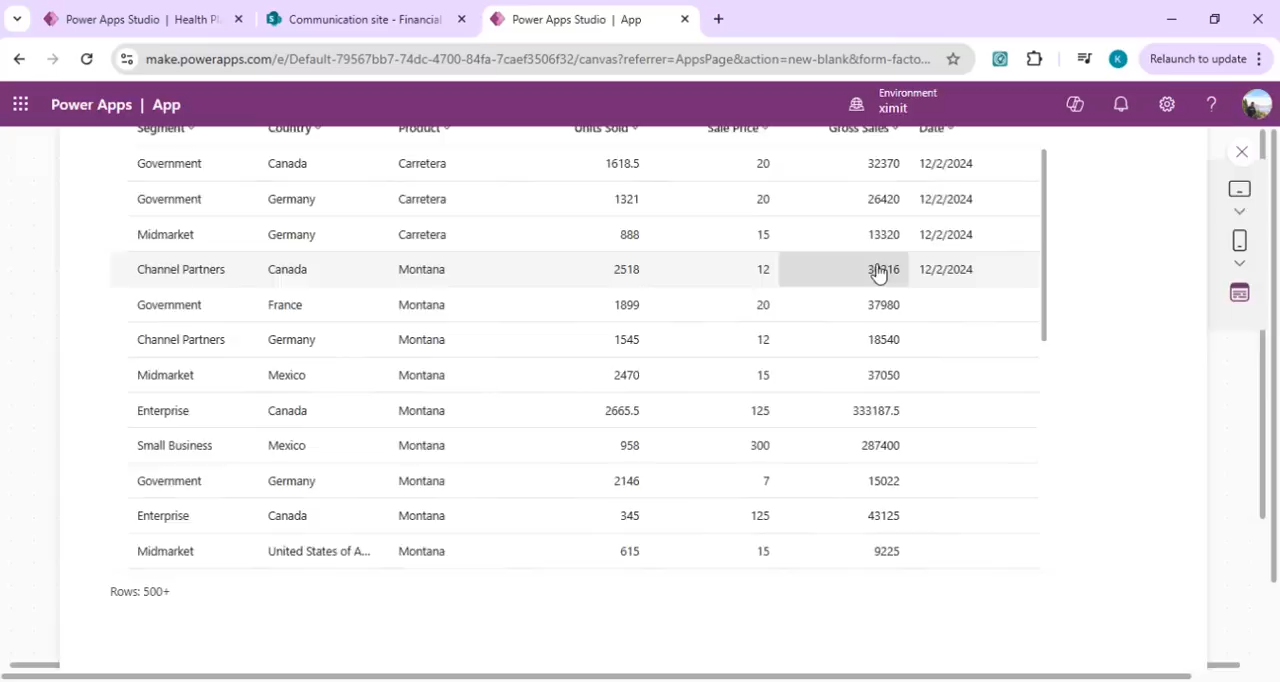 Power Apps Studio | Health Pl
Communication site - Financial
Power Apps Studio | App
make.powerapps.com/e/Default-79567bb7-74dc-4700-84fa-7caef3506f32/canvas?referrer=AppsPage&action=new-blank&form-facto...
K
Relaunch to update
Power Apps | App
Environment
ximit
?
Segment Country Product Units Sold Sale Price Gross Sales Date
Government Canada Carretera 1618.5 20 32370 12/2/2024
Government Germany Carretera 1321 20 26420 12/2/2024
Midmarket Germany Carretera 888 15 13320 12/2/2024
Channel Partners Canada Montana 2518 12 12/2/2024
Government France Montana 1899 20 37980
Channel Partners Germany Montana 1545 12 18540
Midmarket Mexico Montana 2470 15 37050
Enterprise Canada Montana 2665.5 125 333187.5
Small Business Mexico Montana 958 300 287400
Government Germany Montana 2146 7 15022
Enterprise Canada Montana 345 125 43125
Midmarket United States of A... Montana 615 15 9225
Rows: 500+